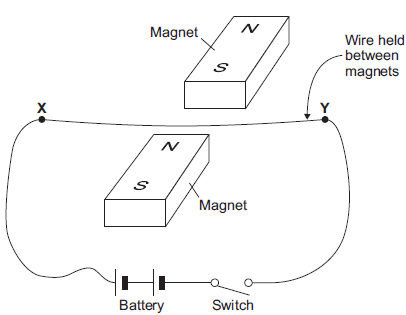 Magnet
N
S
Wire held
between
magnets
X
Y
N
S
Magnet
Battery
Switch